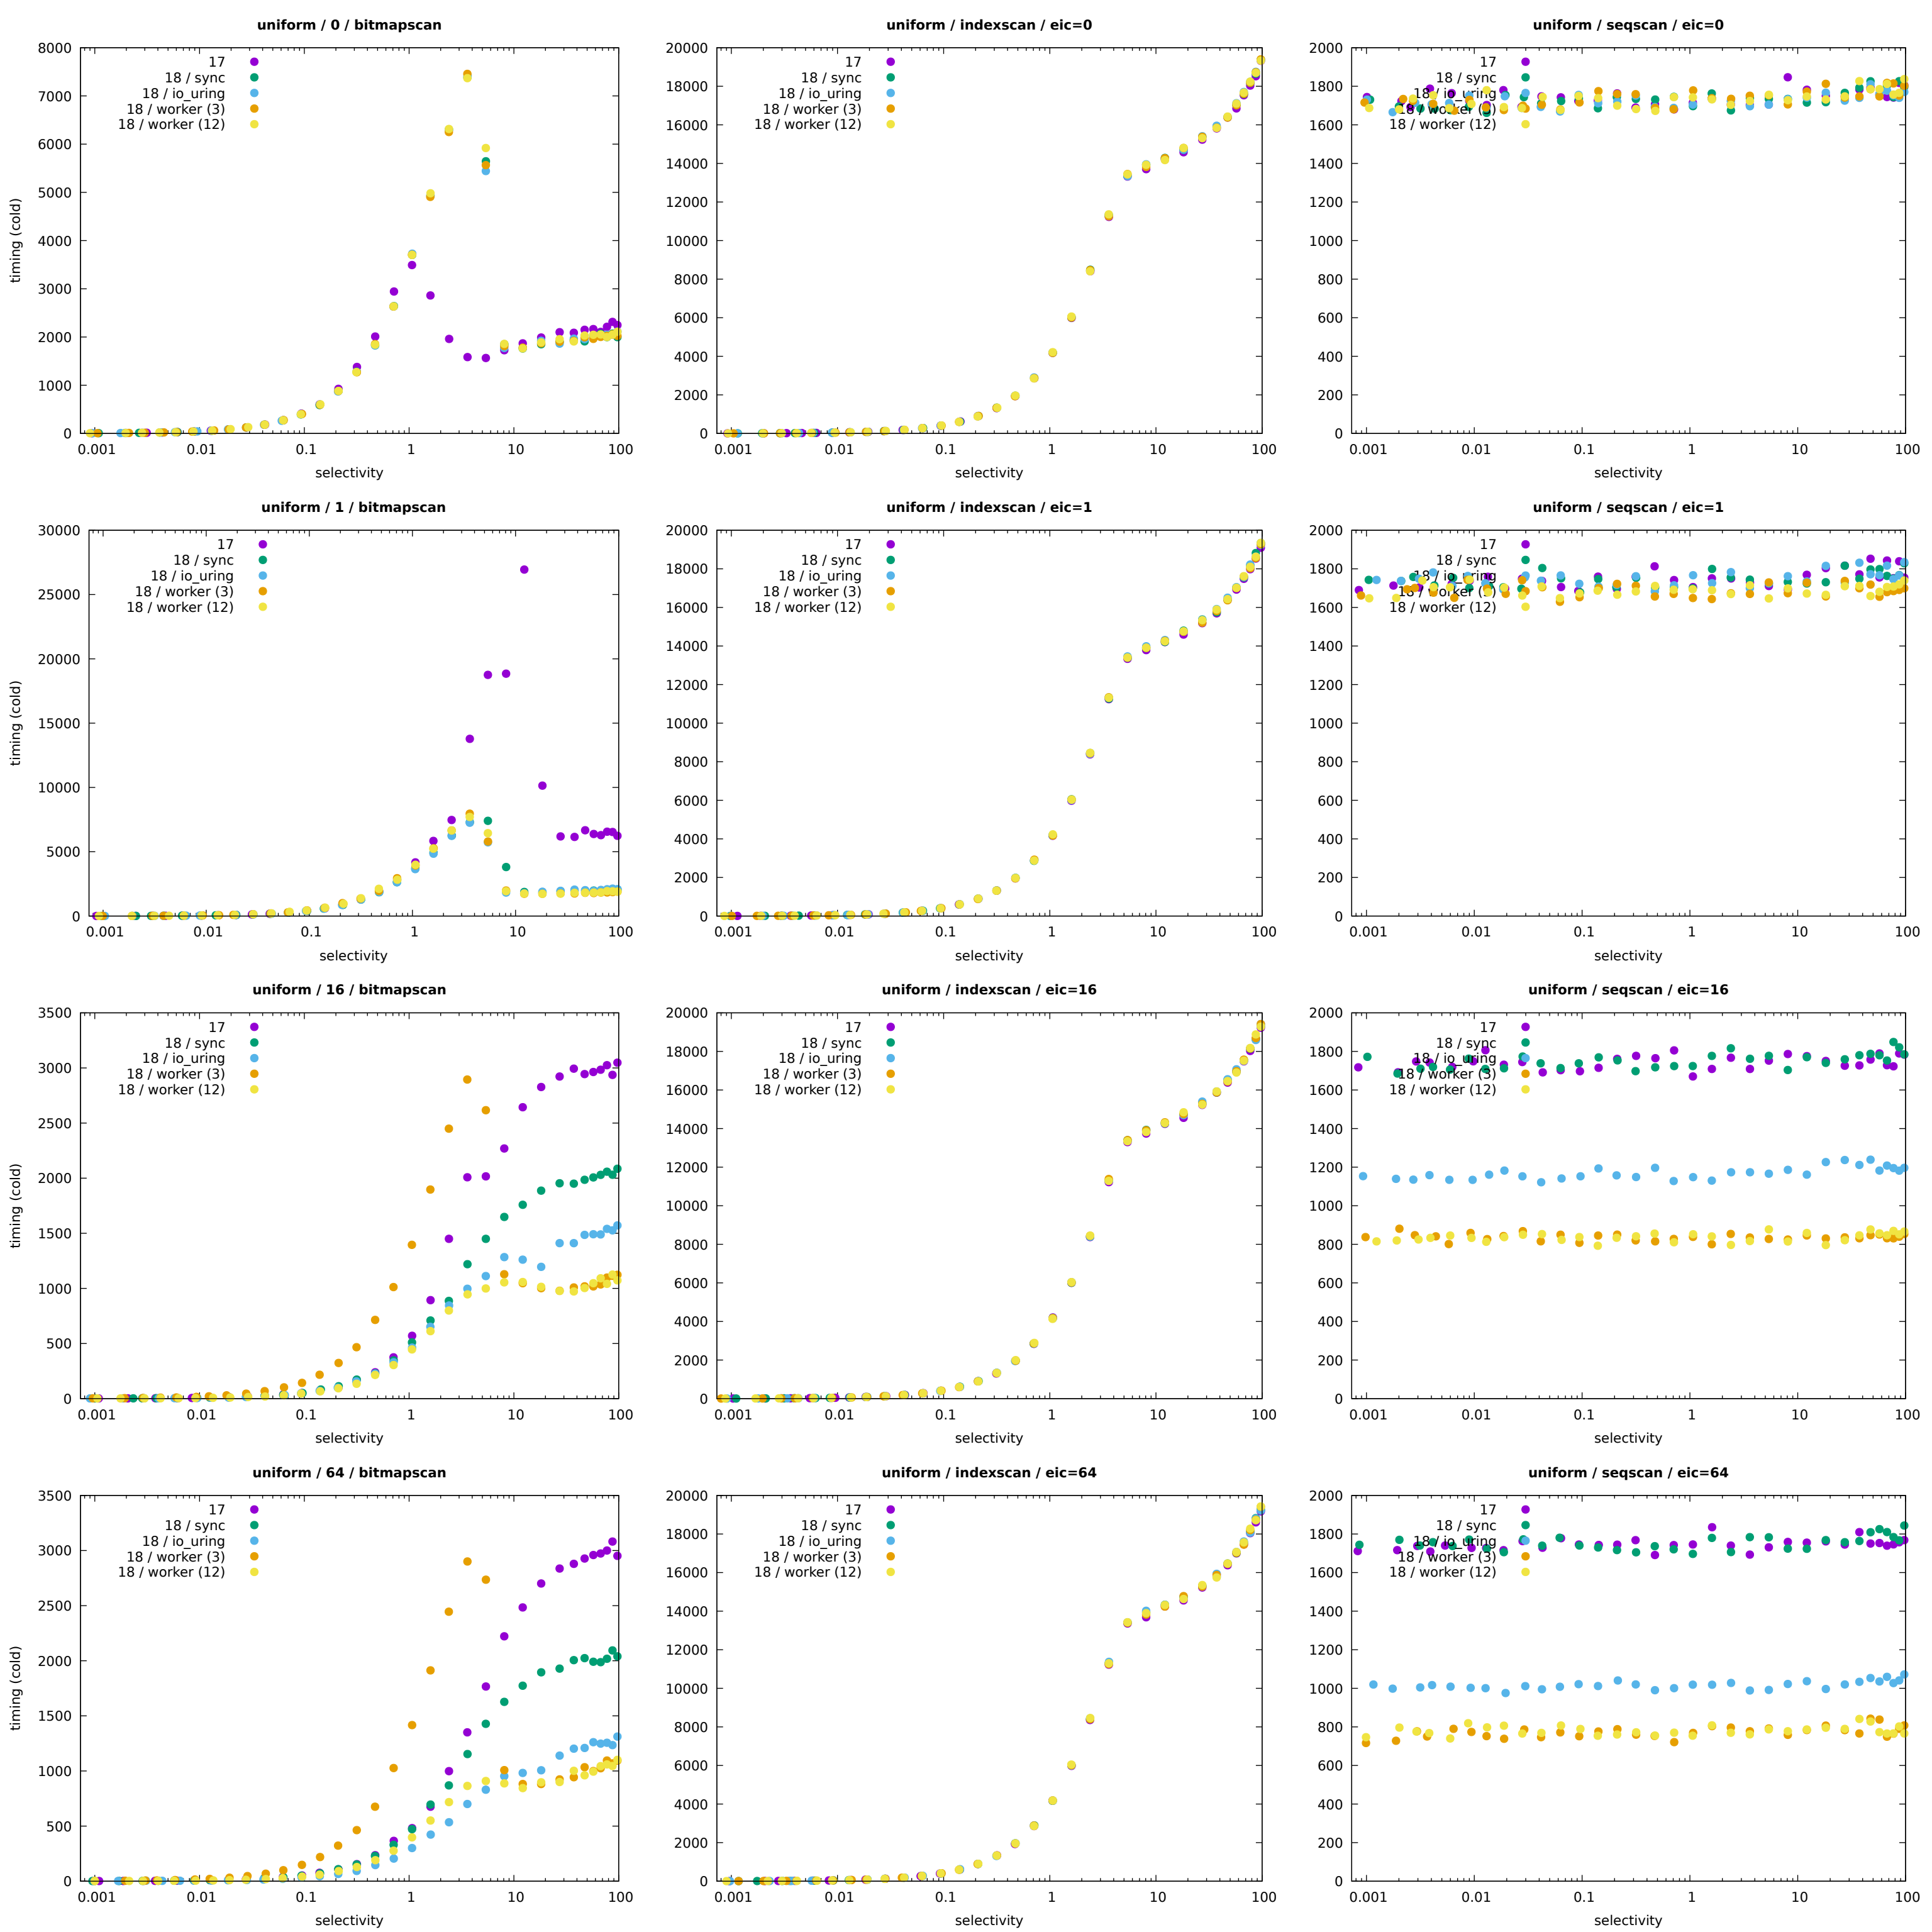 uniform / 0 / bitmapscan
timing (cold)
8000
7000
6000
5000
4000
3000
2000
1000
0
17
18 / sync
18 / io_uring
18 / worker (3)
18 / worker (12)
0.001 0.01 0.1 1 10 100
selectivity
uniform / indexscan / eic=0
20000
18000
16000
14000
12000
10000
8000
6000
4000
2000
0
17
18 / sync
18 / io_uring
18 / worker (3)
18 / worker (12)
0.001 0.01 0.1 1 10 100
selectivity
uniform / seqscan / eic=0
2000
1800
1600
1400
1200
1000
800
600
400
200
0
17
18 / sync
18 / io_uring
18 / worker (3)
18 / worker (12)
0.001 0.01 0.1 1 10 100
selectivity
uniform / 1 / bitmapscan
timing (cold)
30000
25000
20000
15000
10000
5000
0
17
18 / sync
18 / io_uring
18 / worker (3)
18 / worker (12)
0.001 0.01 0.1 1 10 100
selectivity
uniform / indexscan / eic=1
20000
18000
16000
14000
12000
10000
8000
6000
4000
2000
0
17
18 / sync
18 / io_uring
18 / worker (3)
18 / worker (12)
0.001 0.01 0.1 1 10 100
selectivity
uniform / seqscan / eic=1
2000
1800
1600
1400
1200
1000
800
600
400
200
0
17
18 / sync
18 / io_uring
18 / worker (3)
18 / worker (12)
0.001 0.01 0.1 1 10 100
selectivity
uniform / 16 / bitmapscan
timing (cold)
3500
3000
2500
2000
1500
1000
500
0
17
18 / sync
18 / io_uring
18 / worker (3)
18 / worker (12)
0.001 0.01 0.1 1 10 100
selectivity
uniform / indexscan / eic=16
20000
18000
16000
14000
12000
10000
8000
6000
4000
2000
0
17
18 / sync
18 / io_uring
18 / worker (3)
18 / worker (12)
0.001 0.01 0.1 1 10 100
selectivity
uniform / seqscan / eic=16
2000
1800
1600
1400
1200
1000
800
600
400
200
0
17
18 / sync
18 / io_uring
18 / worker (3)
18 / worker (12)
0.001 0.01 0.1 1 10 100
selectivity
uniform / 64 / bitmapscan
timing (cold)
3500
3000
2500
2000
1500
1000
500
0
17
18 / sync
18 / io_uring
18 / worker (3)
18 / worker (12)
0.001 0.01 0.1 1 10 100
selectivity
uniform / indexscan / eic=64
20000
18000
16000
14000
12000
10000
8000
6000
4000
2000
0
17
18 / sync
18 / io_uring
18 / worker (3)
18 / worker (12)
0.001 0.01 0.1 1 10 100
selectivity
uniform / seqscan / eic=64
2000
1800
1600
1400
1200
1000
800
600
400
200
0
17
18 / sync
18 / io_uring
18 / worker (3)
18 / worker (12)
0.001 0.01 0.1 1 10 100
selectivity